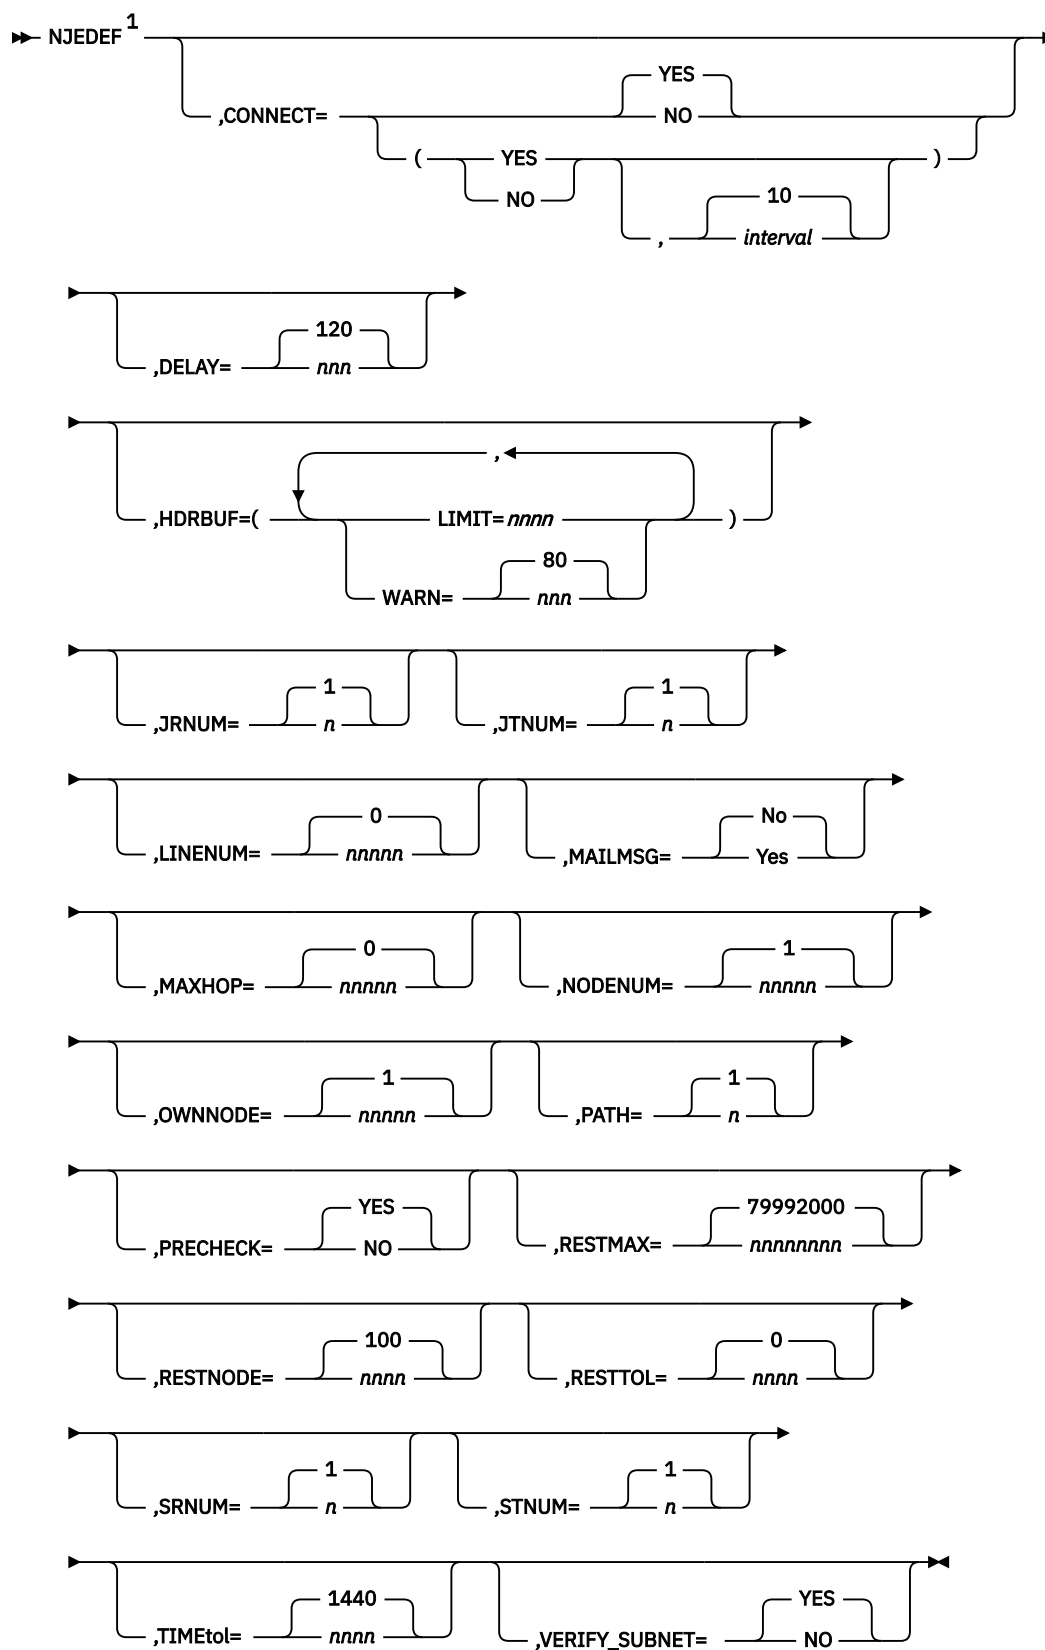 NJEDEF 1
YES
,CONNECT= NO
( YES )
NO
10
, interval
120
,DELAY= nnn
,
,HDRBUF=( LIMIT=nnnn )
80
WARN= nnn
1 1
,JRNUM= n ,JTNUM= n
0 No
,LINENUM= nnnnn ,MAILMSG= Yes
0 1
,MAXHOP= nnnnn ,NODENUM= nnnnn
1 1
,OWNNODE= nnnnn ,PATH= n
YES 79992000
,PRECHECK= NO ,RESTMAX= nnnnnnnn
100 0
,RESTNODE= nnnn ,RESTTOL= nnnn
1 1
,SRNUM= n ,STNUM= n
1440 YES
,TIMEtol= nnnn ,VERIFY_SUBNET= NO